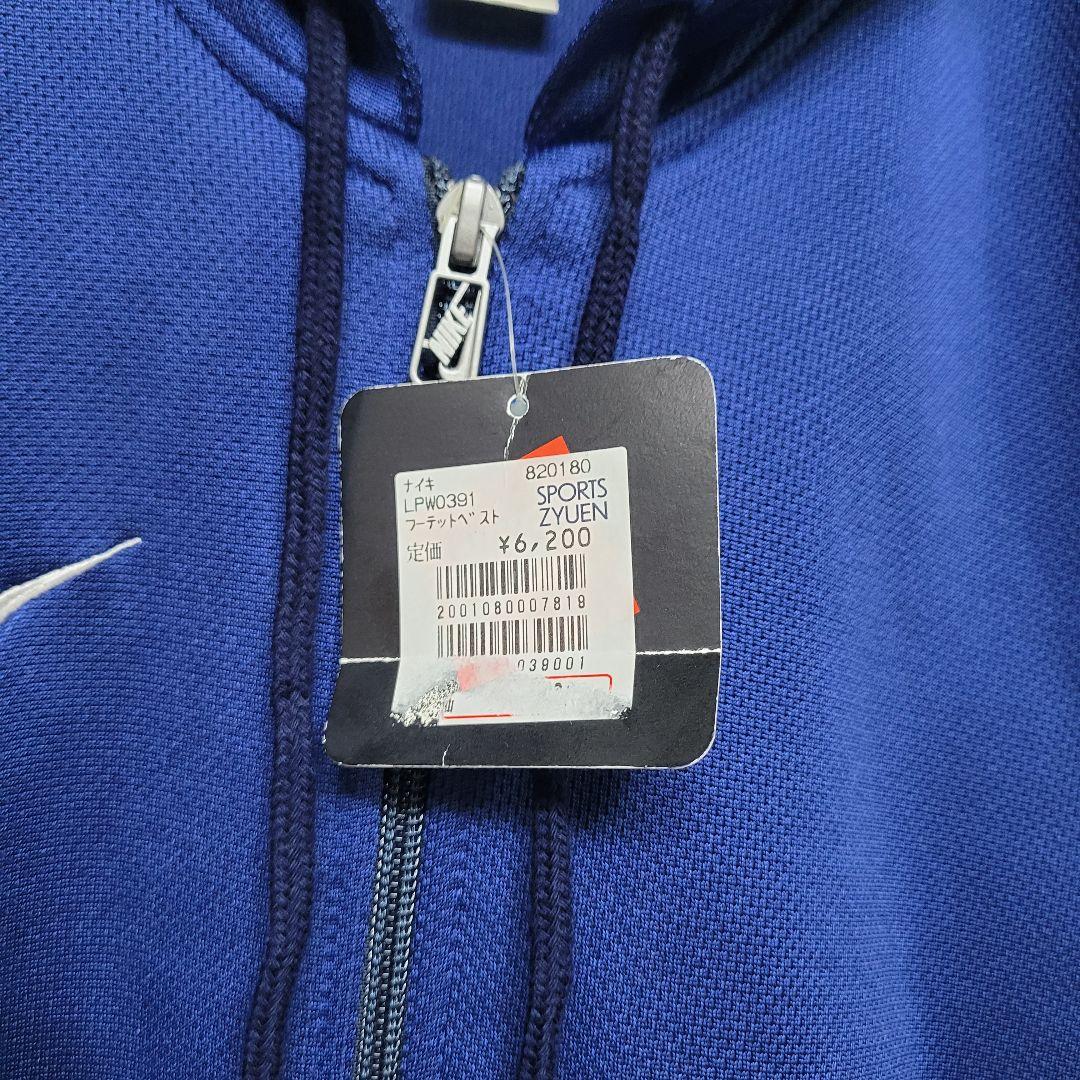 NIKE
ナイキ 820180
LPW0391 SPORTS
フーテットベスト ZYUEN
定価 ¥6,200
2001080007819
039001